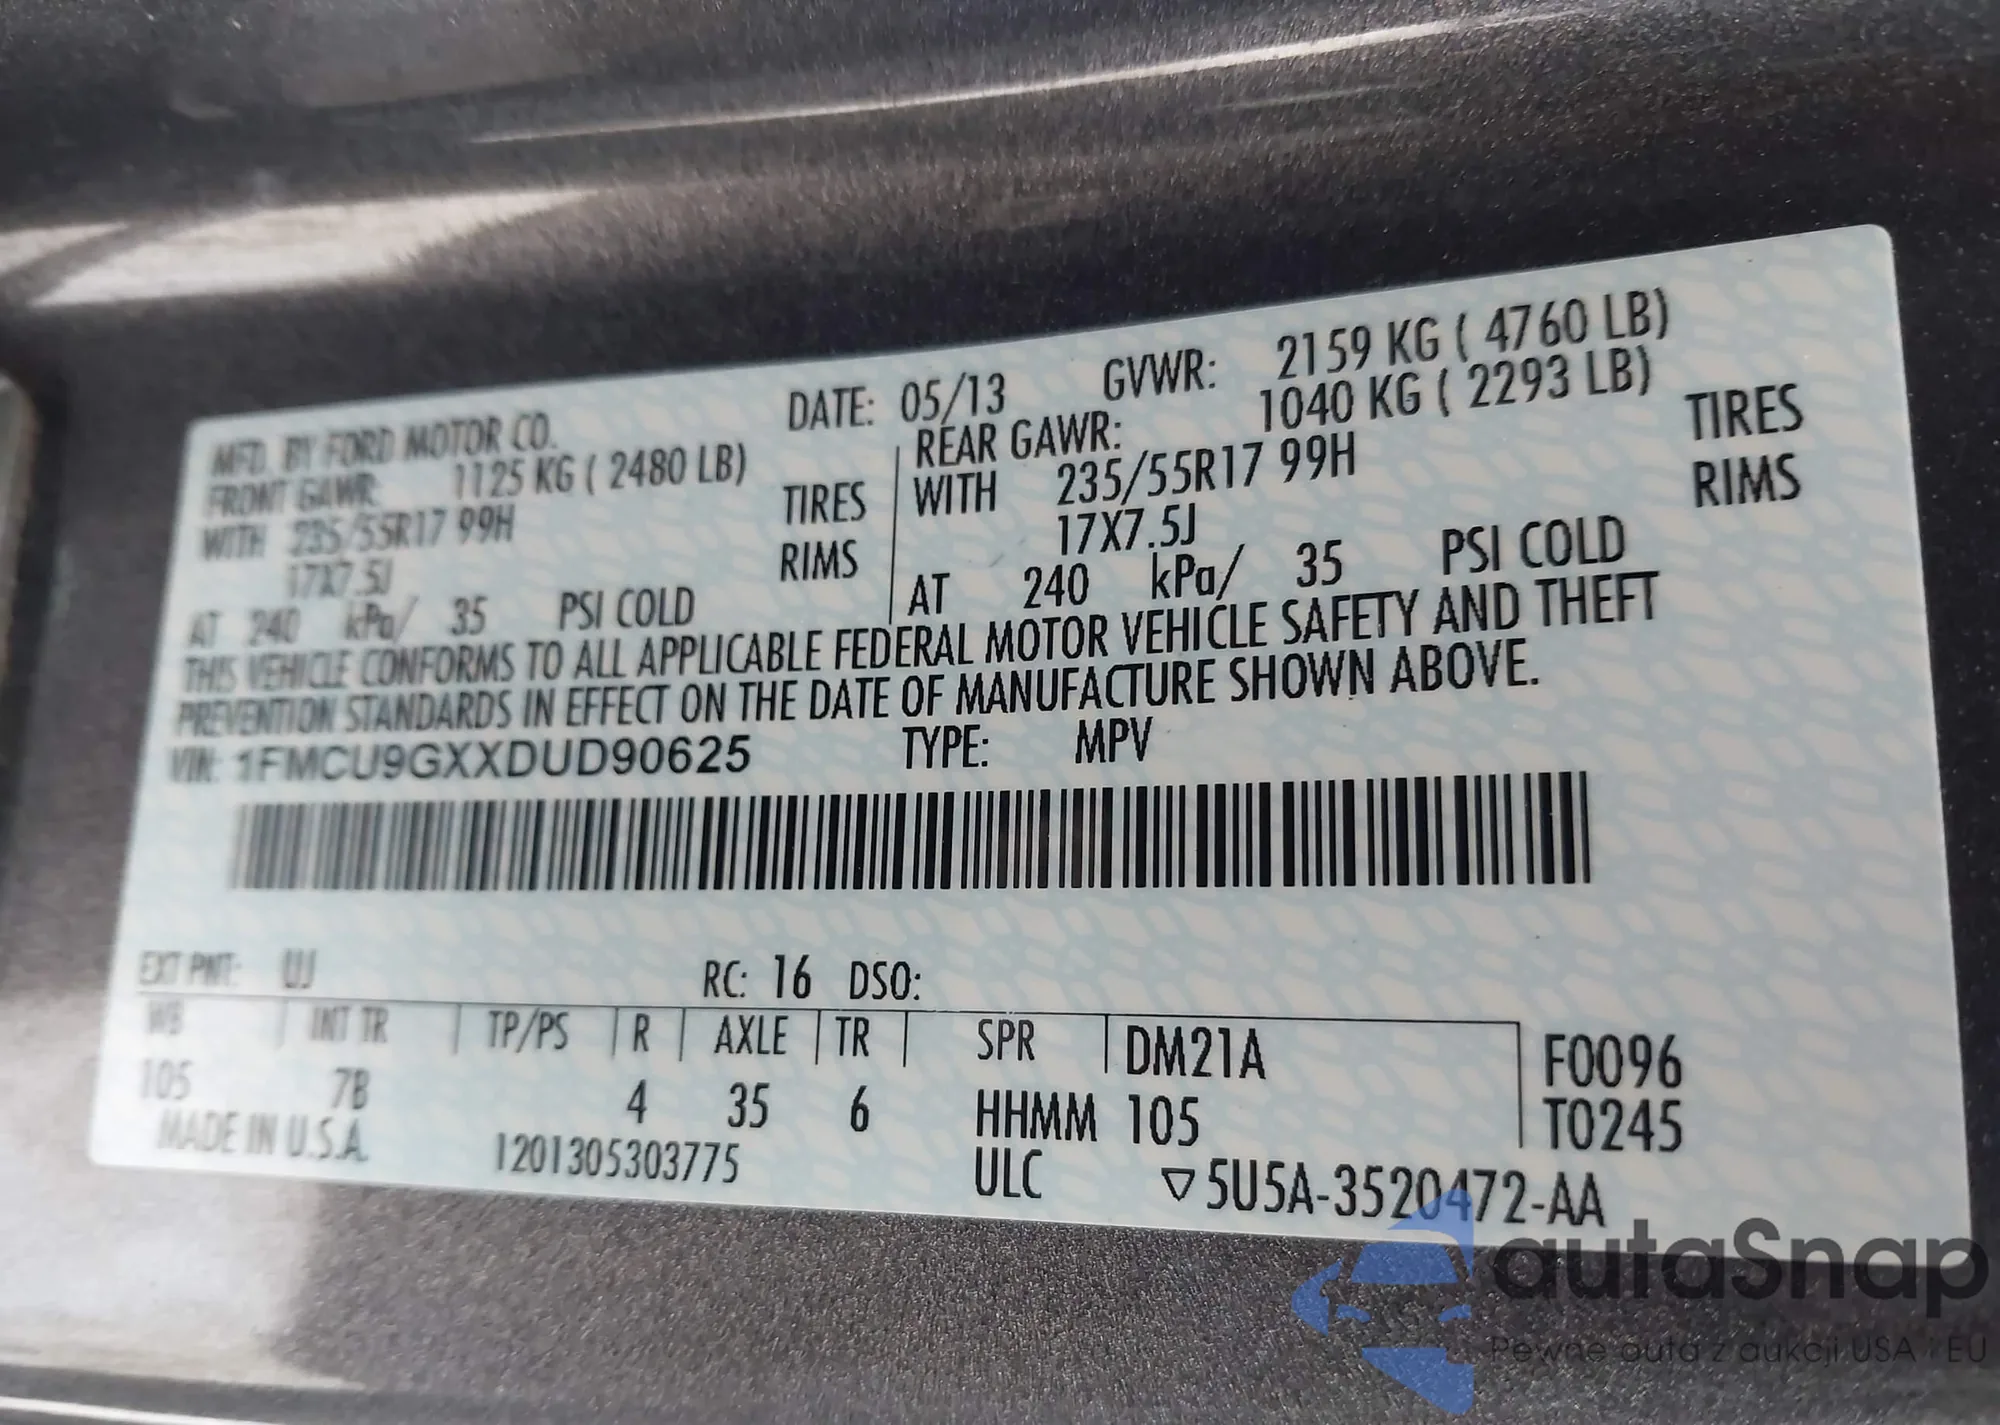 MFD. BY FORD MOTOR CO. DATE: 05/13 GVWR: 2159 KG ( 4760 LB)
FRONT GAWR: 1125 KG ( 2480 LB) REAR GAWR: 1040 KG ( 2293 LB)
WITH 235/55R17 99H TIRES WITH 235/55R17 99H TIRES
17X7.5J RIMS 17X7.5J RIMS
AT 240 kPa/ 35 PSI COLD AT 240 kPa/ 35 PSI COLD
THIS VEHICLE CONFORMS TO ALL APPLICABLE FEDERAL MOTOR VEHICLE SAFETY AND THEFT
PREVENTION STANDARDS IN EFFECT ON THE DATE OF MANUFACTURE SHOWN ABOVE.
VIN: 1FMCU9GXXDUD90625 TYPE: MPV
EXT PNT: UJ RC: 16 DSO:
WB INT TR TP/PS R AXLE TR SPR DM21A F0096
105 7B 4 35 6 HHMM 105 T0245
MADE IN U.S.A. 1201305303775 ULC ▽5U5A-3520472-AA
autaSnap
Pewne auta z aukcji USA i EU